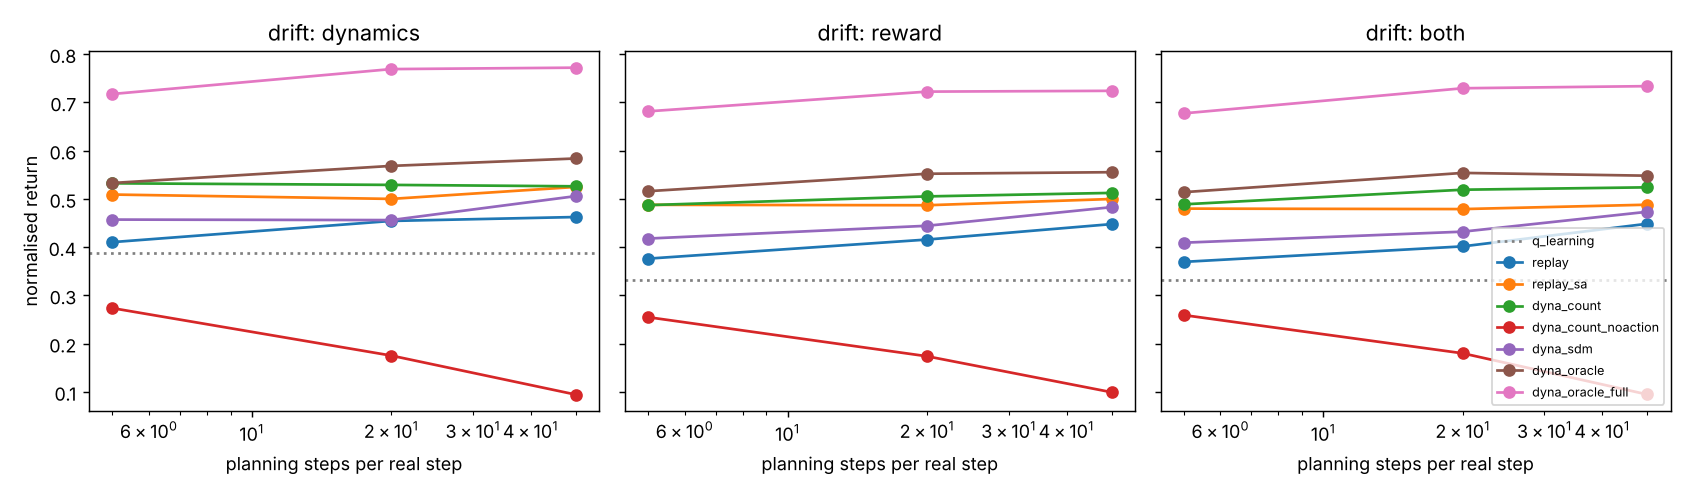 drift: dynamics
drift: reward
drift: both
normalised return
0.8
0.7
0.6
0.5
0.4
0.3
0.2
0.1
6 × 10⁰
10¹
2 × 10¹
3 × 10¹
4 × 10¹
6 × 10⁰
10¹
2 × 10¹
3 × 10¹
4 × 10¹
6 × 10⁰
10¹
2 × 10¹
3 × 10¹
4 × 10¹
planning steps per real step
planning steps per real step
planning steps per real step
q_learning
replay
replay_sa
dyna_count
dyna_count_noaction
dyna_sdm
dyna_oracle
dyna_oracle_full